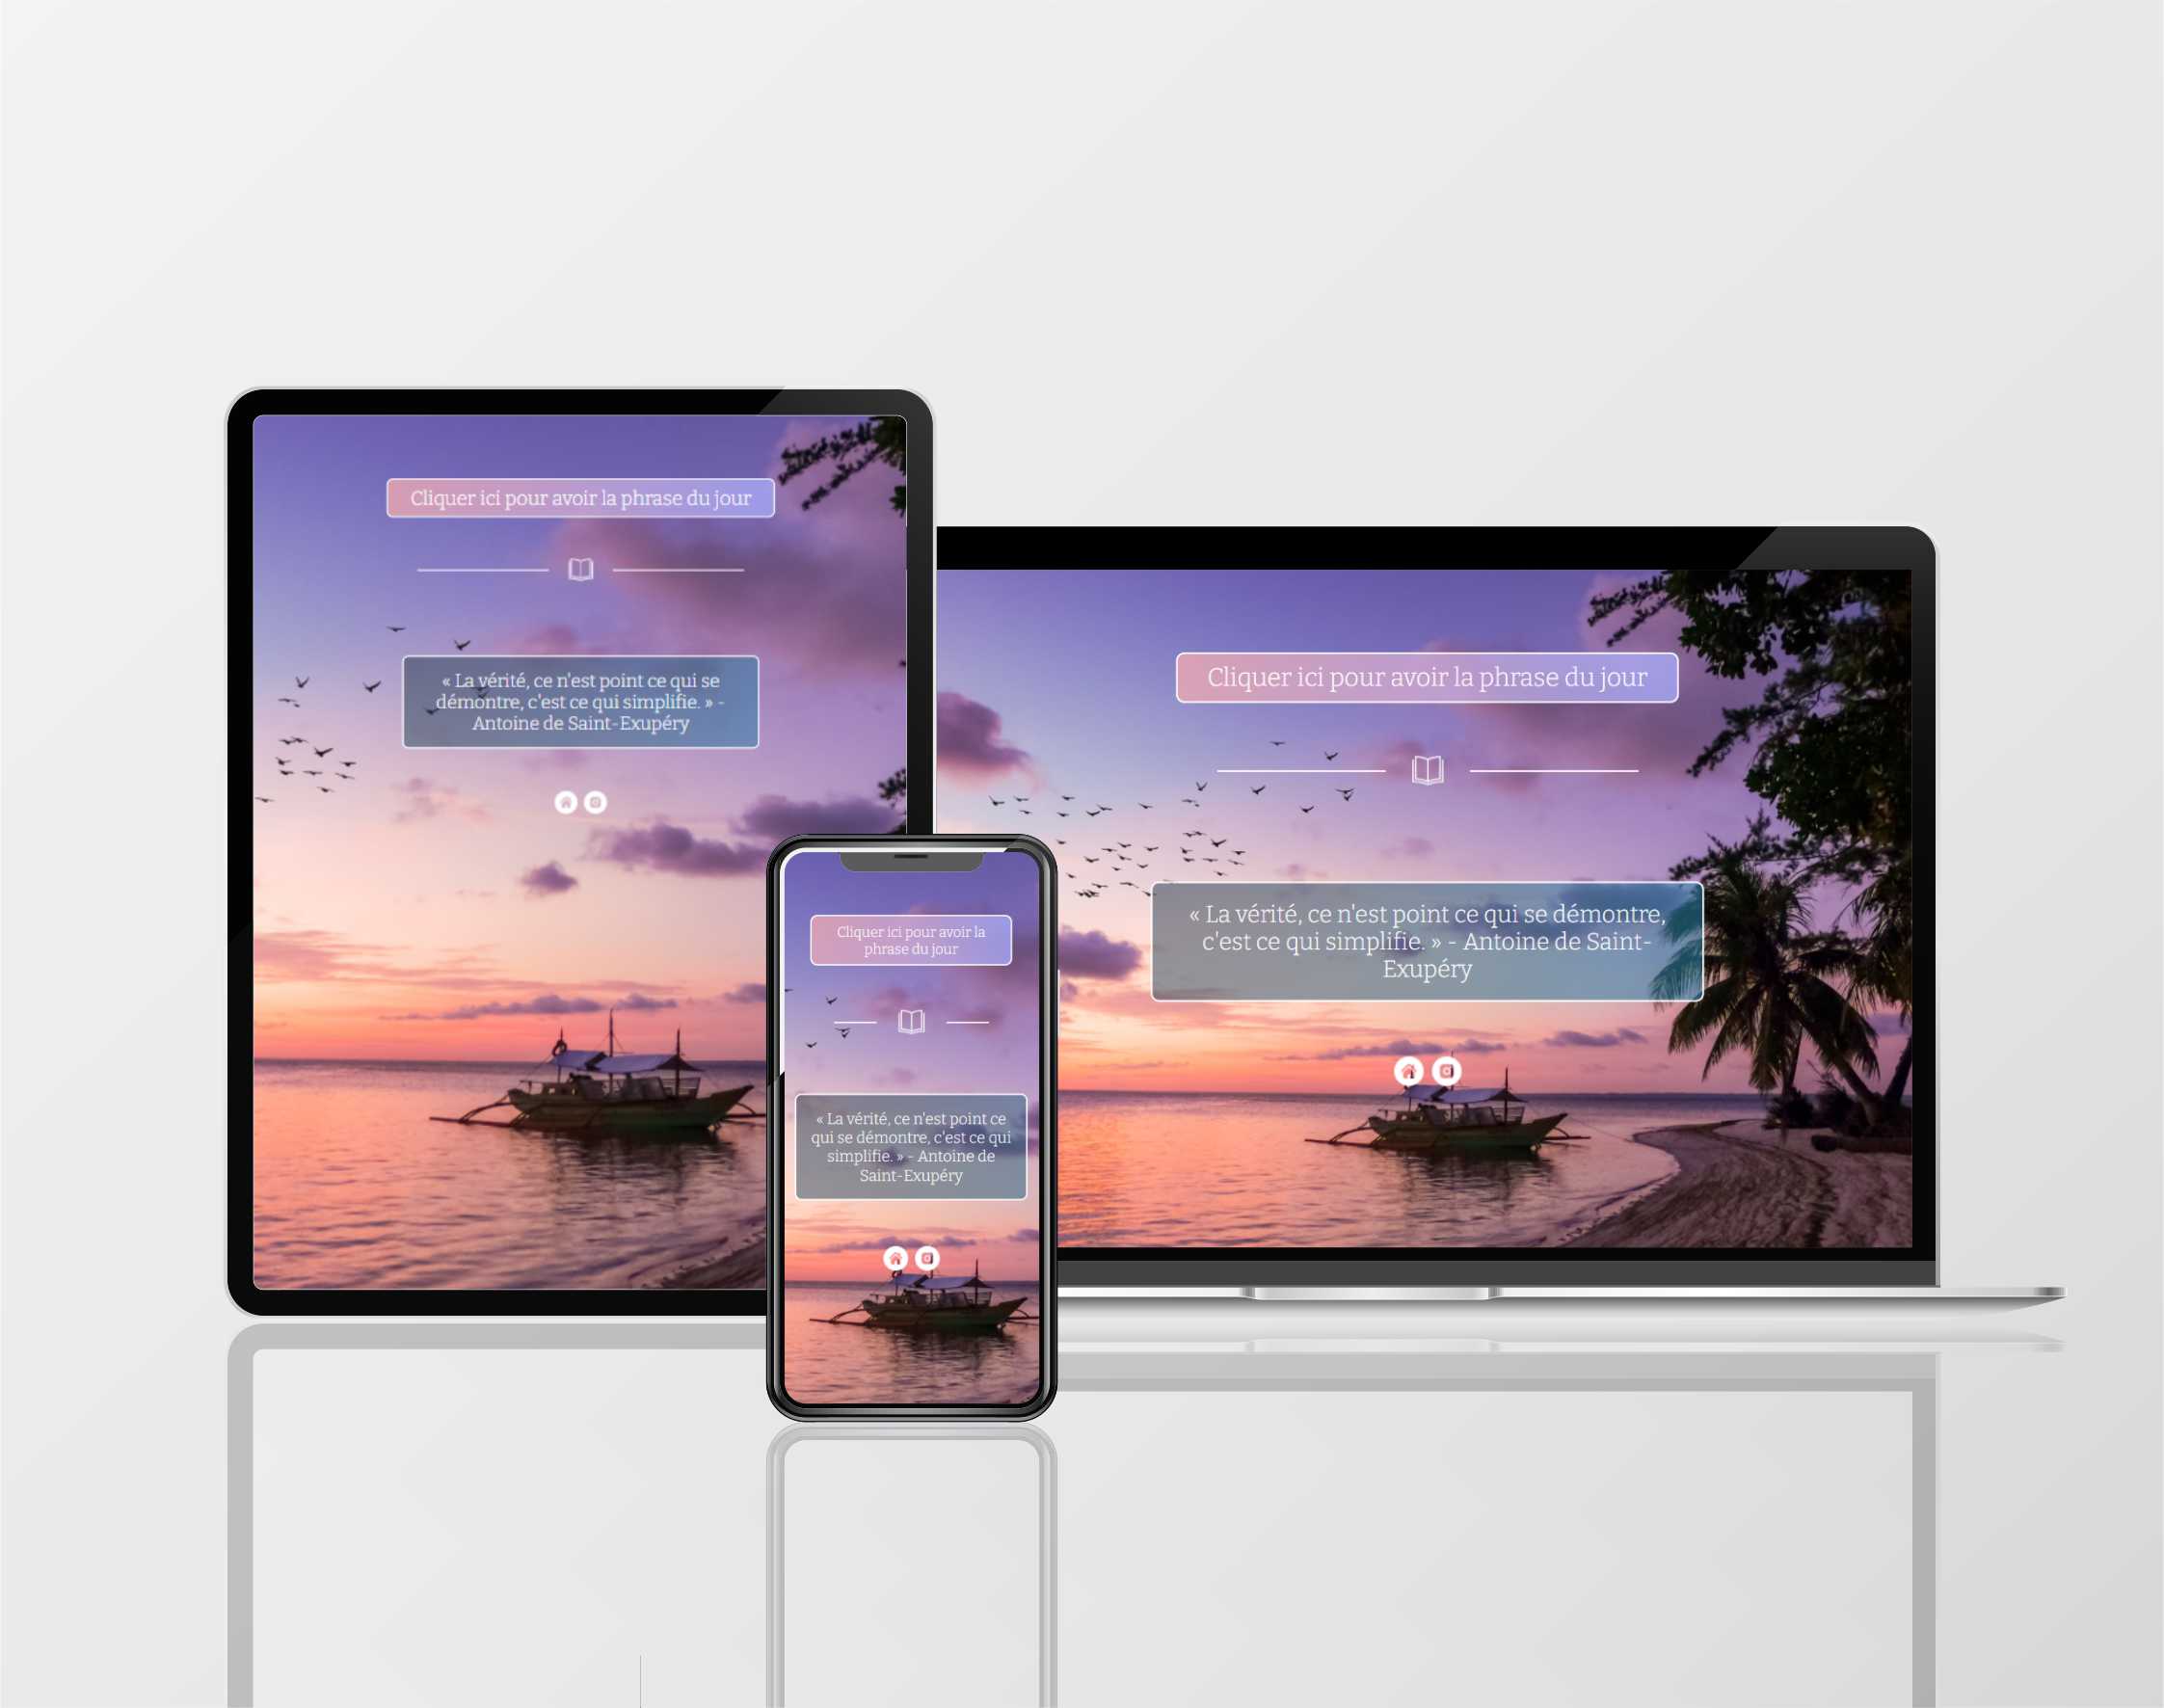 Cliquer ici pour avoir la phrase du jour
« La vérité, ce n'est point ce qui se
démontre, c'est ce qui simplifie. » -
Antoine de Saint-Exupéry
Cliquer ici pour avoir la
phrase du jour
« La vérité, ce n'est point ce
qui se démontre, c'est ce qui
simplifie. » - Antoine de
Saint-Exupéry
Cliquer ici pour avoir la phrase du jour
« La vérité, ce n'est point ce qui se démontre,
c'est ce qui simplifie. » - Antoine de Saint-
Exupéry